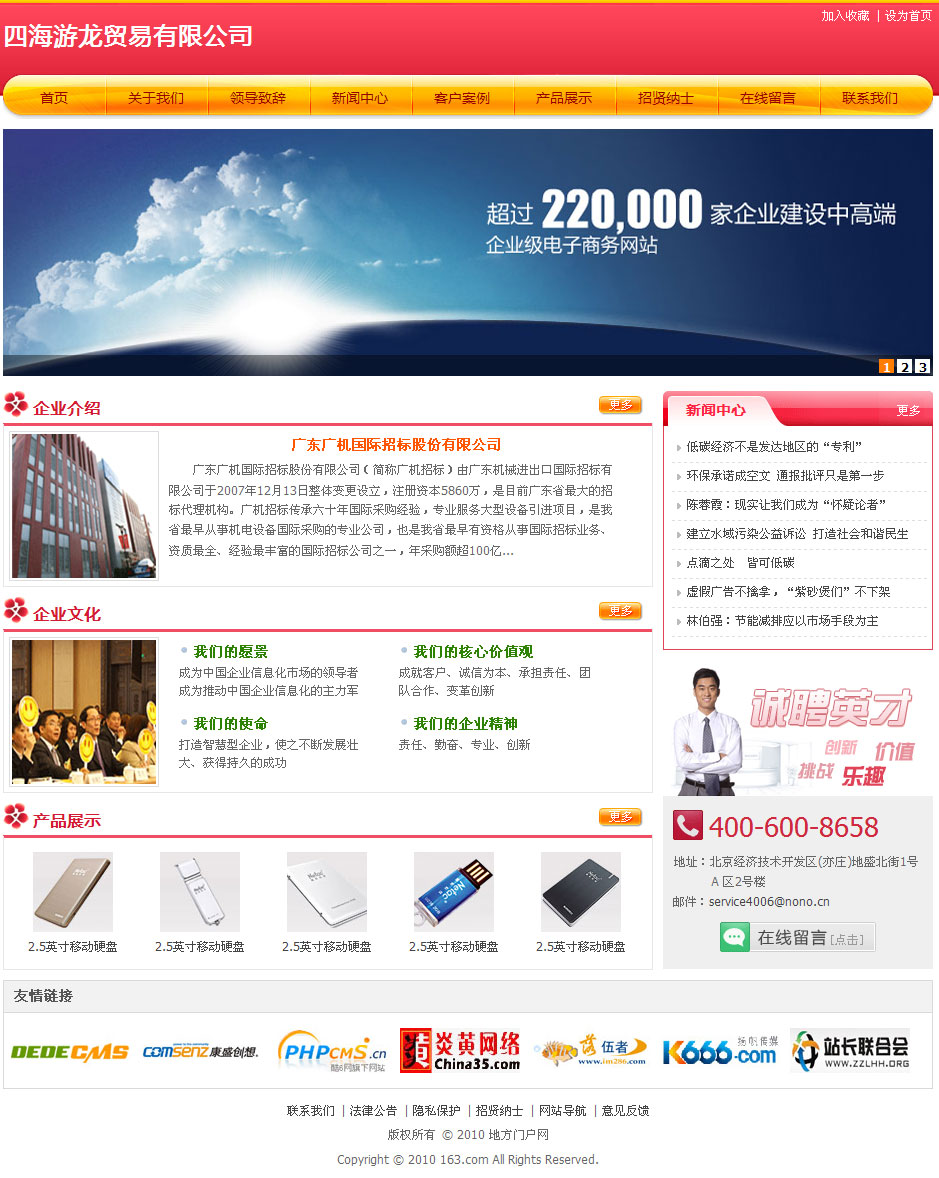 加入收藏 | 设为首页
四海游龙贸易有限公司
首页 关于我们 领导致辞 新闻中心 客户案例 产品展示 招贤纳士 在线留言 联系我们
超过 220,000 家企业建设中高端
企业级电子商务网站
1 2 3
企业介绍 更多
广东广机国际招标股份有限公司
广东广机国际招标股份有限公司（简称广机招标）由广东机械进出口国际招标有
限公司于2007年12月13日整体变更设立，注册资本5860万，是目前广东省最大的招
标代理机构。广机招标传承六十年国际采购经验，专业服务大型设备引进项目，是我
省最早从事机电设备国际采购的专业公司，也是我省最早有资格从事国际招标业务、
资质最全、经验最丰富的国际招标公司之一，年采购额超100亿...
企业文化 更多
我们的愿景
成为中国企业信息化市场的领导者
成为推动中国企业信息化的主力军
我们的核心价值观
成就客户、诚信为本、承担责任、团
队合作、变革创新
我们的使命
打造智慧型企业，使之不断发展壮
大、获得持久的成功
我们的企业精神
责任、勤奋、专业、创新
产品展示 更多
2.5英寸移动硬盘 2.5英寸移动硬盘 2.5英寸移动硬盘 2.5英寸移动硬盘 2.5英寸移动硬盘
新闻中心 更多
低碳经济不是发达地区的“专利”
环保承诺成空文 通报批评只是第一步
陈蓉霞：现实让我们成为“怀疑论者”
建立水域污染公益诉讼 打造社会和谐民生
点滴之处　皆可低碳
虚假广告不擒拿，“紫砂煲们”不下架
林伯强：节能减排应以市场手段为主
诚聘英才
创新 价值
挑战 乐趣
400-600-8658
地址：北京经济技术开发区(亦庄)地盛北街1号
A 区2号楼
邮件：service4006@nono.cn
在线留言 [点击]
友情链接
DEDECMS
COMSENZ 康盛创想.
PHPCMS.cn
酷6网旗下网站
炎黄网络
China35.com
落伍者
www.im286.com
K666.com
扬帆传媒
站长联合会
WWW.ZZLHH.ORG
联系我们 | 法律公告 | 隐私保护 | 招贤纳士 | 网站导航 | 意见反馈
版权所有 © 2010 地方门户网
Copyright © 2010 163.com All Rights Reserved.